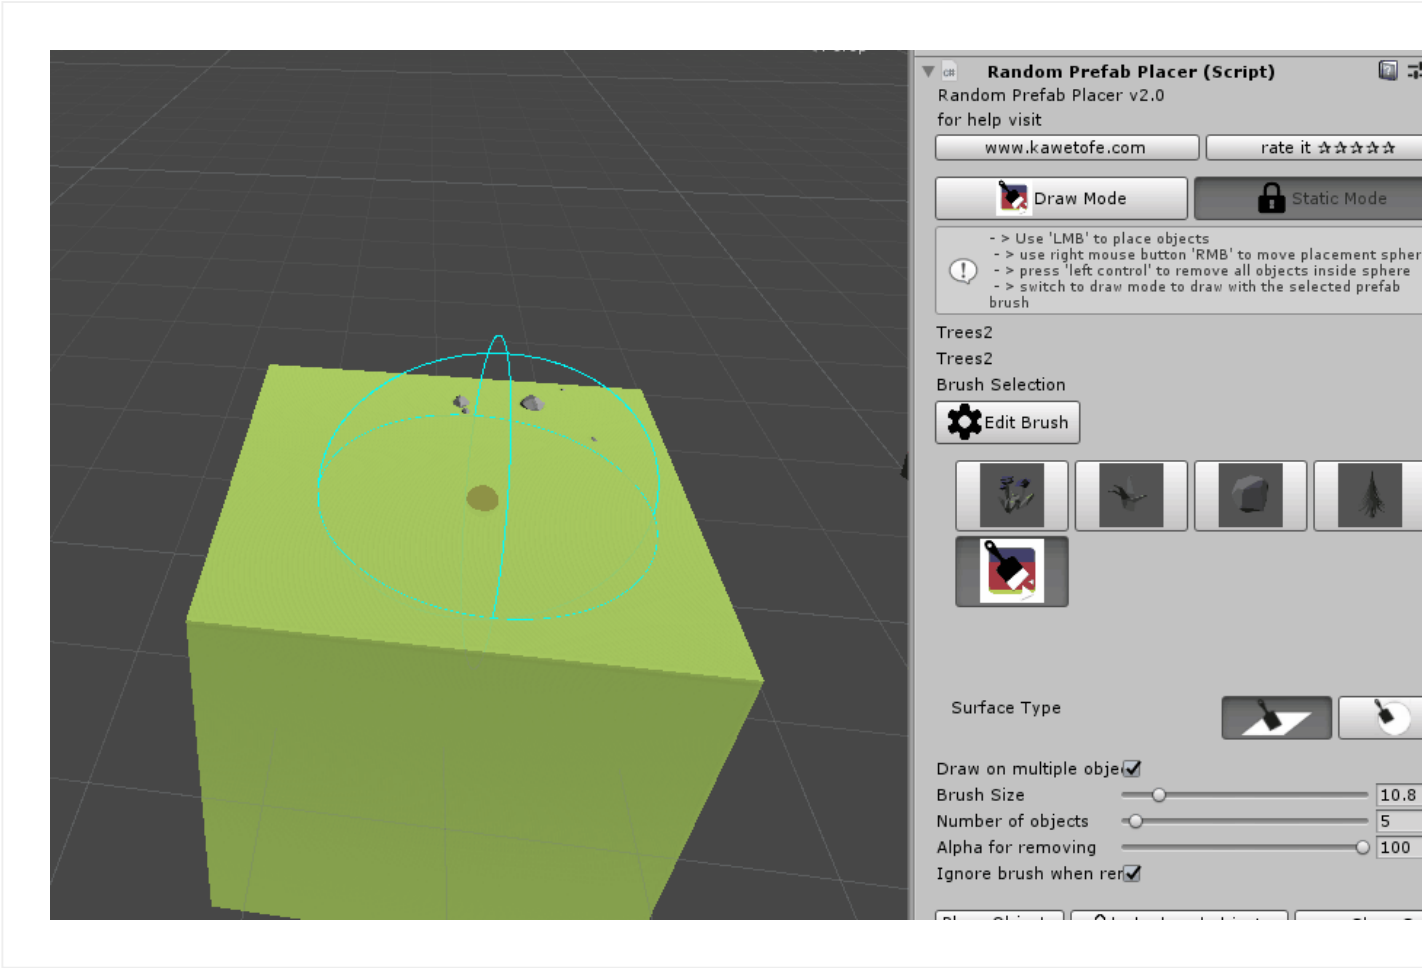 Random Prefab Placer (Script)
Random Prefab Placer v2.0
for help visit
www.kawetofe.com
rate it ☆☆☆☆☆
Draw Mode
Static Mode
- > Use 'LMB' to place objects
- > use right mouse button 'RMB' to move placement spher
- > press 'left control' to remove all objects inside sphere
- > switch to draw mode to draw with the selected prefab
brush
Trees2
Trees2
Brush Selection
Edit Brush
Surface Type
Draw on multiple obje
Brush Size 10.8
Number of objects 5
Alpha for removing 100
Ignore brush when rer